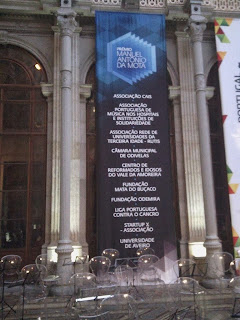 PRÉMIO
MANUEL
ANTÓNIO
DA MOTA
ASSOCIAÇÃO CAIS
ASSOCIAÇÃO
PORTUGUESA DE
MÚSICA NOS HOSPITAIS
E INSTITUIÇÕES DE
SOLIDARIEDADE
ASSOCIAÇÃO REDE DE
UNIVERSIDADES DA
TERCEIRA IDADE - RUTIS
CÂMARA MUNICIPAL
DE ODIVELAS
CENTRO DE
REFORMADOS E IDOSOS
DO VALE DA AMOREIRA
FUNDAÇÃO
MATA DO BUÇACO
FUNDAÇÃO ODEMIRA
LIGA PORTUGUESA
CONTRA O CANCRO
STARTUP X
- ASSOCIAÇÃO
UNIVERSIDADE
DE AVEIRO
PORTUGAL